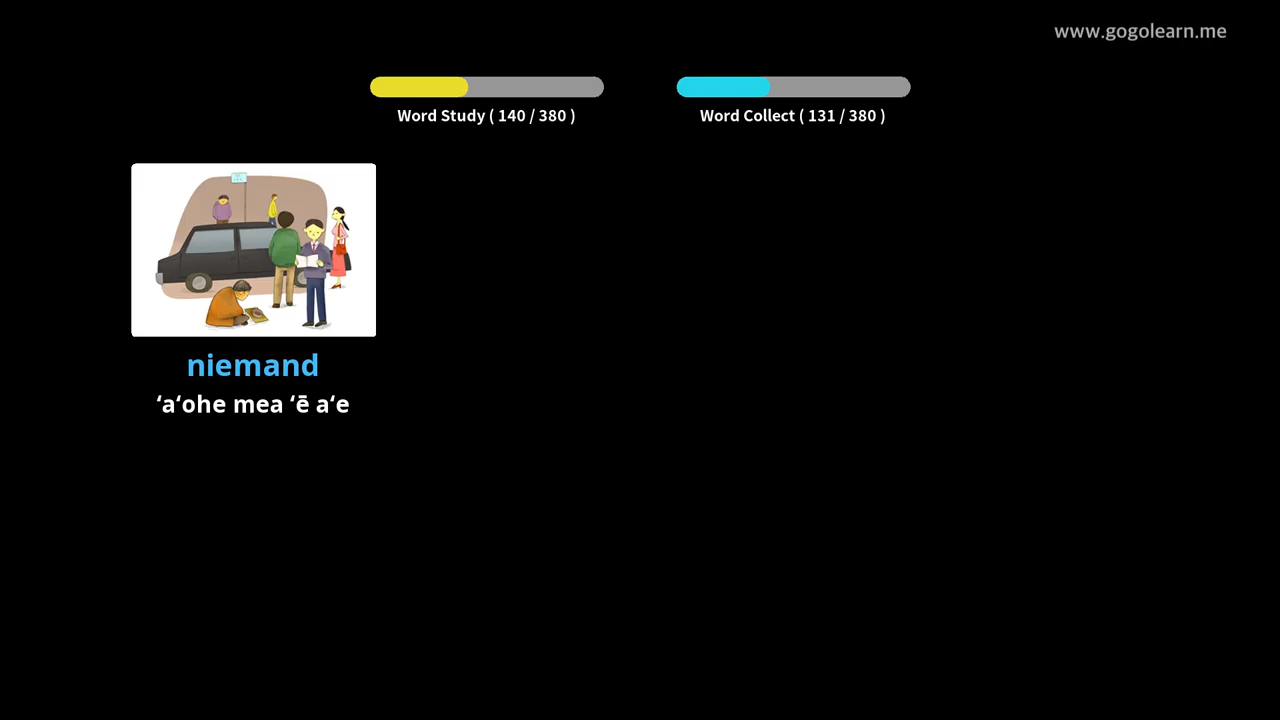 www.gogolearn.me
Word Study ( 140 / 380 )
Word Collect ( 131 / 380 )
niemand
ʻaʻohe mea ʻē aʻe